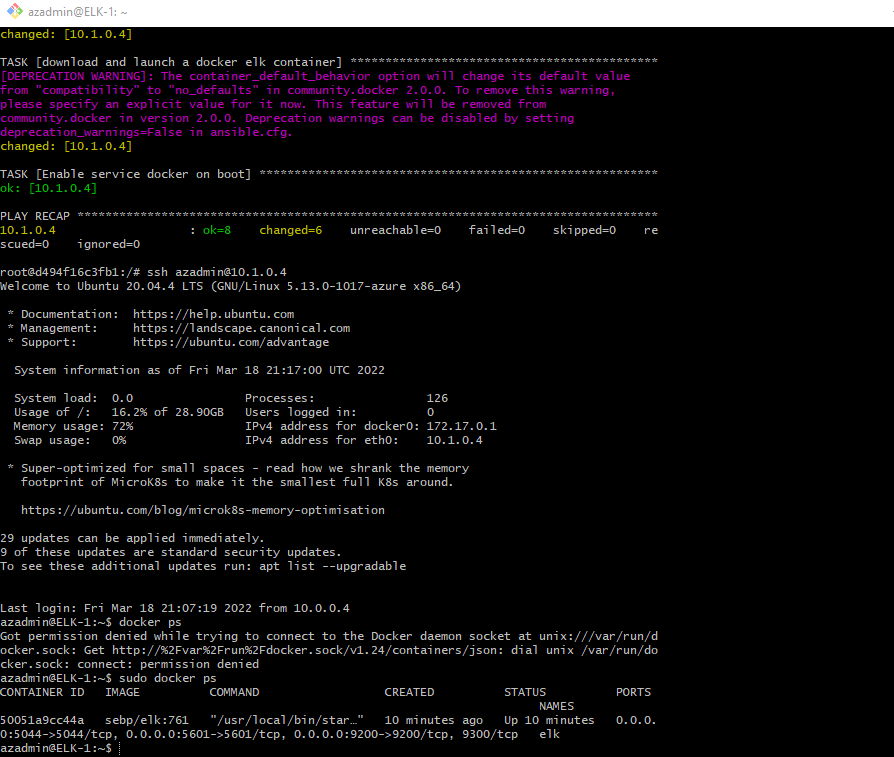 azadmin@ELK-1: ~
changed: [10.1.0.4]
TASK [download and launch a docker elk container] ********************************************
[DEPRECATION WARNING]: The container_default_behavior option will change its default value
from "compatibility" to "no_defaults" in community.docker 2.0.0. To remove this warning,
please specify an explicit value for it now. This feature will be removed from
community.docker in version 2.0.0. Deprecation warnings can be disabled by setting
deprecation_warnings=False in ansible.cfg.
changed: [10.1.0.4]
TASK [Enable service docker on boot] *********************************************************
ok: [10.1.0.4]
PLAY RECAP ***********************************************************************************
10.1.0.4                   : ok=8    changed=6    unreachable=0    failed=0    skipped=0    re
scued=0    ignored=0
root@d494f16c3fb1:/# ssh azadmin@10.1.0.4
Welcome to Ubuntu 20.04.4 LTS (GNU/Linux 5.13.0-1017-azure x86_64)
 * Documentation:  https://help.ubuntu.com
 * Management:     https://landscape.canonical.com
 * Support:        https://ubuntu.com/advantage
  System information as of Fri Mar 18 21:17:00 UTC 2022
  System load:  0.0                Processes:                126
  Usage of /:   16.2% of 28.90GB   Users logged in:          0
  Memory usage: 72%                IPv4 address for docker0: 172.17.0.1
  Swap usage:   0%                 IPv4 address for eth0:    10.1.0.4
 * Super-optimized for small spaces - read how we shrank the memory
   footprint of MicroK8s to make it the smallest full K8s around.
   https://ubuntu.com/blog/microk8s-memory-optimisation
29 updates can be applied immediately.
9 of these updates are standard security updates.
To see these additional updates run: apt list --upgradable
Last login: Fri Mar 18 21:07:19 2022 from 10.0.0.4
azadmin@ELK-1:~$ docker ps
Got permission denied while trying to connect to the Docker daemon socket at unix:///var/run/d
ocker.sock: Get http://%2Fvar%2Frun%2Fdocker.sock/v1.24/containers/json: dial unix /var/run/do
cker.sock: connect: permission denied
azadmin@ELK-1:~$ sudo docker ps
CONTAINER ID   IMAGE          COMMAND                  CREATED          STATUS          PORTS
                                                                             NAMES
50051a9cc44a   sebp/elk:761   "/usr/local/bin/star…"   10 minutes ago   Up 10 minutes   0.0.0.
0:5044->5044/tcp, 0.0.0.0:5601->5601/tcp, 0.0.0.0:9200->9200/tcp, 9300/tcp   elk
azadmin@ELK-1:~$